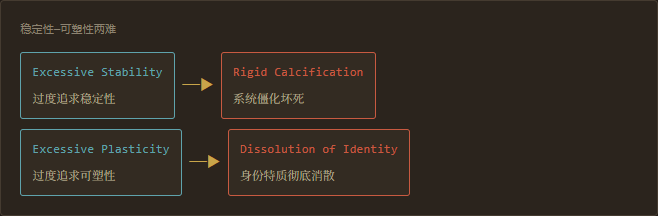 稳定性—可塑性两难
Excessive Stability
过度追求稳定性
Rigid Calcification
系统僵化坏死
Excessive Plasticity
过度追求可塑性
Dissolution of Identity
身份特质彻底消散